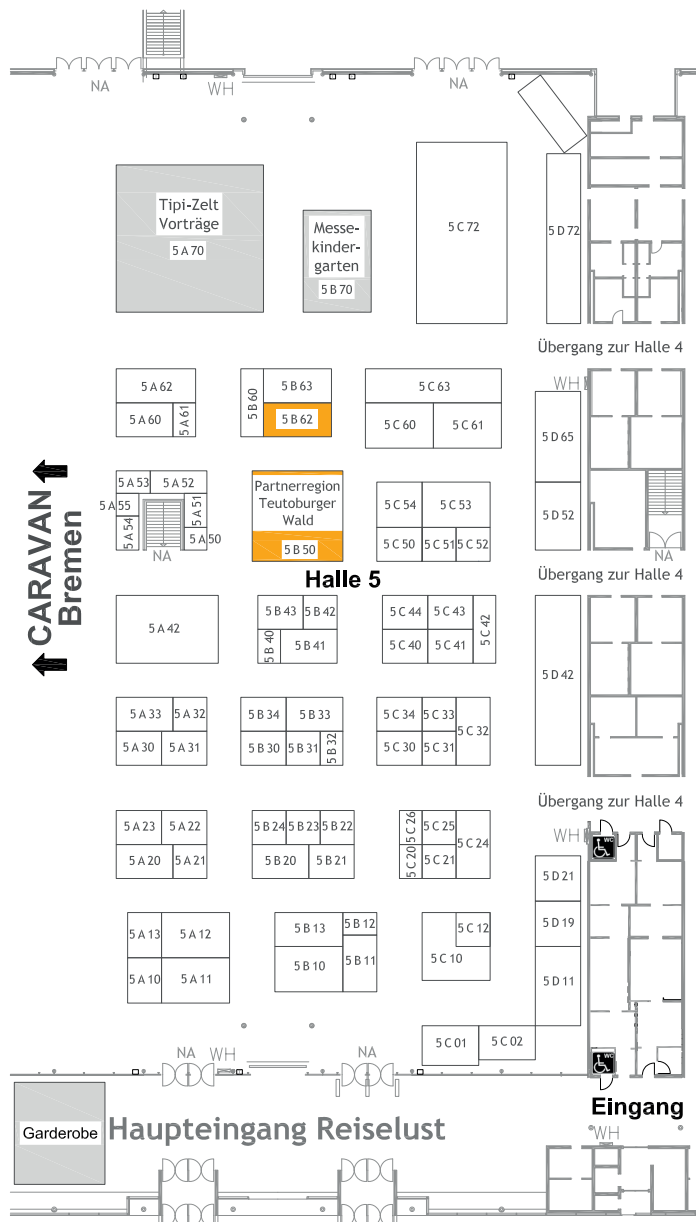 NA
WH
NA
Tipi-Zelt
Vorträge
5 A 70
Messe-
kinder-
garten
5 B 70
5 C 72
5 D 72
Übergang zur Halle 4
WH
5 A 62
5 A 60
5 A 61
5 B 60
5 B 63
5 B 62
5 C 63
5 C 60
5 C 61
5 D 65
5 A 53
5 A 52
5 A 55
5 A 54
5 A 51
5 A 50
NA
Partnerregion
Teutoburger
Wald
5 B 50
5 C 54
5 C 53
5 C 50
5 C 51
5 C 52
5 D 52
NA
CARAVAN
Bremen
Halle 5
Übergang zur Halle 4
5 A 42
5 B 43
5 B 42
5 B 40
5 B 41
5 C 44
5 C 43
5 C 42
5 C 40
5 C 41
5 D 42
5 A 33
5 A 32
5 A 30
5 A 31
5 B 34
5 B 33
5 B 30
5 B 31
5 B 32
5 C 34
5 C 33
5 C 32
5 C 30
5 C 31
Übergang zur Halle 4
WH
WC
5 A 23
5 A 22
5 A 20
5 A 21
5 B 24
5 B 23
5 B 22
5 B 20
5 B 21
5 C 26
5 C 25
5 C 24
5 C 20
5 C 21
5 D 21
5 D 19
5 D 11
5 A 13
5 A 12
5 A 10
5 A 11
5 B 13
5 B 12
5 B 10
5 B 11
5 C 12
5 C 10
5 C 01
5 C 02
NA
WH
NA
WC
Eingang
Garderobe
Haupteingang Reiselust
WH